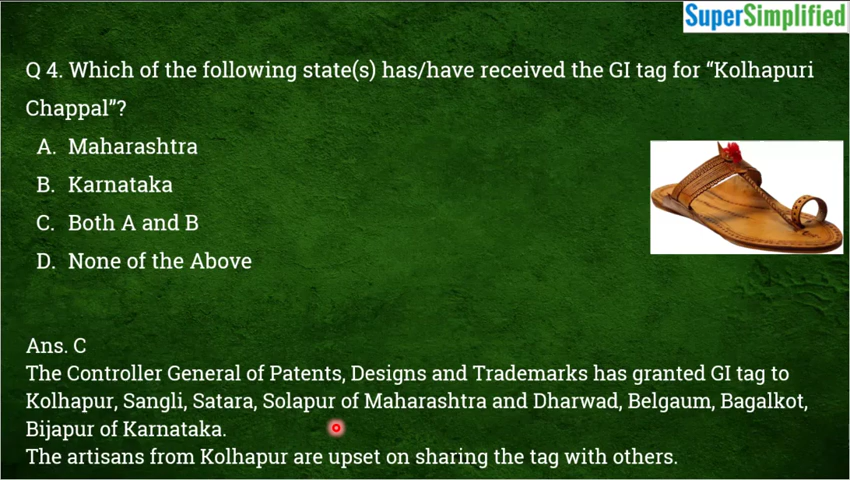 SuperSimplified
Q 4. Which of the following state(s) has/have received the GI tag for “Kolhapuri
Chappal”?
A. Maharashtra
B. Karnataka
C. Both A and B
D. None of the Above
Ans. C
The Controller General of Patents, Designs and Trademarks has granted GI tag to
Kolhapur, Sangli, Satara, Solapur of Maharashtra and Dharwad, Belgaum, Bagalkot,
Bijapur of Karnataka.
The artisans from Kolhapur are upset on sharing the tag with others.